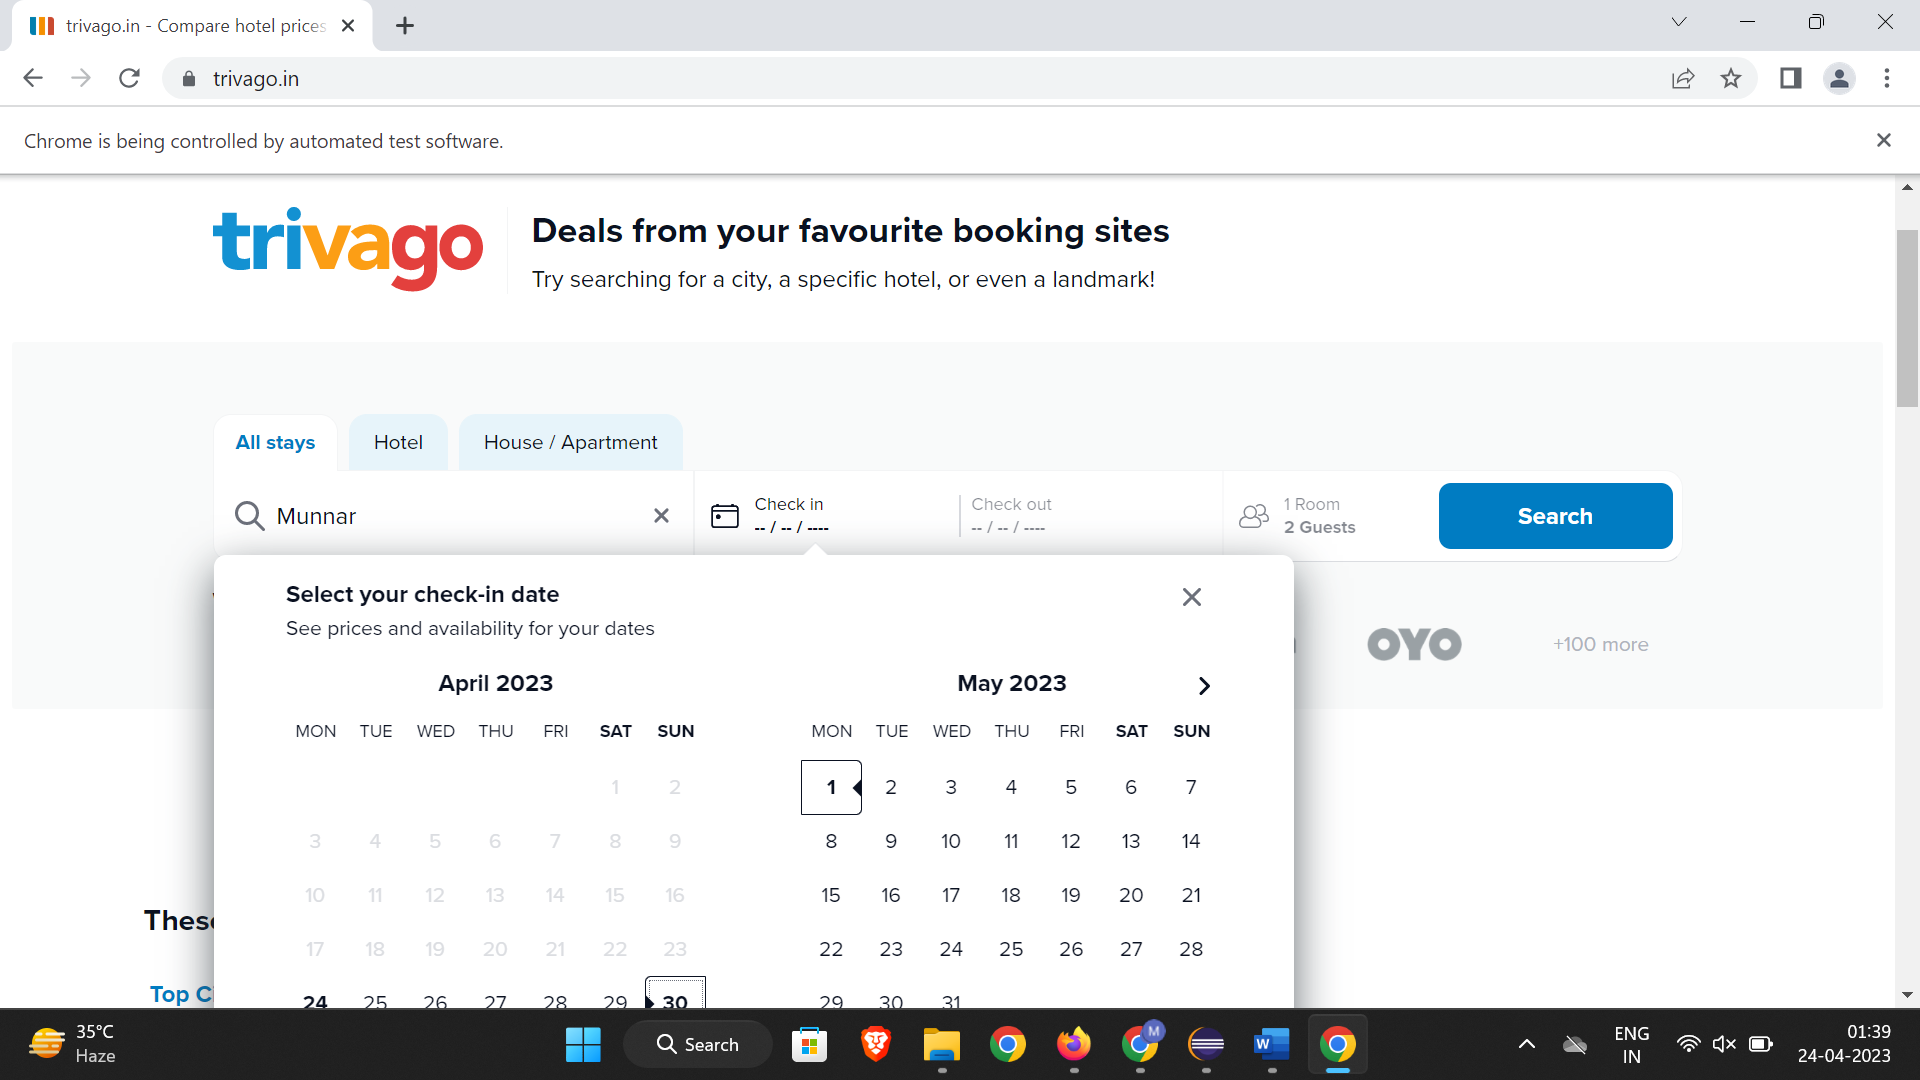 trivago.in - Compare hotel prices
trivago.in
Chrome is being controlled by automated test software.
trivago
Deals from your favourite booking sites
Try searching for a city, a specific hotel, or even a landmark!
All stays Hotel House / Apartment
Munnar
Check in
-- / -- / ----
Check out
-- / -- / ----
1 Room
2 Guests
Search
Select your check-in date
See prices and availability for your dates
OYO
+100 more
April 2023
MON TUE WED THU FRI SAT SUN
1 2
3 4 5 6 7 8 9
10 11 12 13 14 15 16
17 18 19 20 21 22 23
24 25 26 27 28 29 30
May 2023
MON TUE WED THU FRI SAT SUN
1 2 3 4 5 6 7
8 9 10 11 12 13 14
15 16 17 18 19 20 21
22 23 24 25 26 27 28
29 30 31
Top C
35°C
Haze
Search
M
W
ENG
IN
01:39
24-04-2023